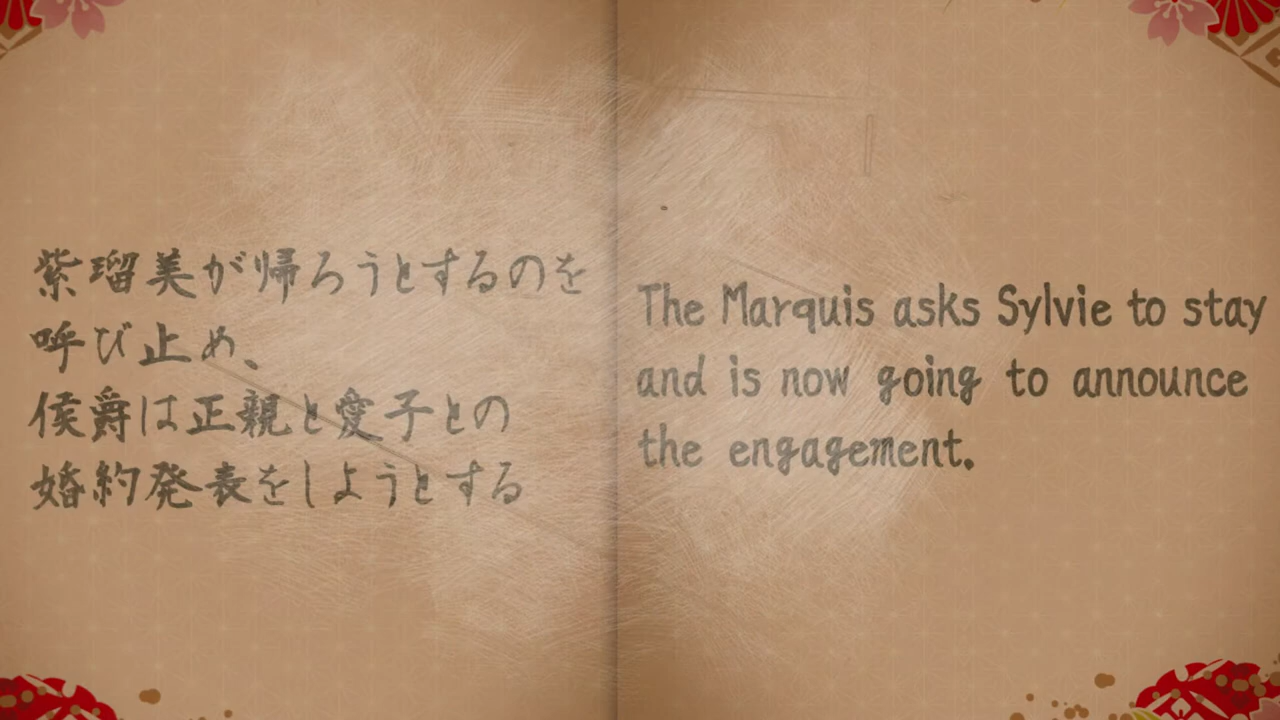 紫瑠美が帰ろうとするのを
呼び止め、
侯爵は正親と愛子との
婚約発表をしようとする
The Marquis asks Sylvie to stay
and is now going to announce
the engagement.